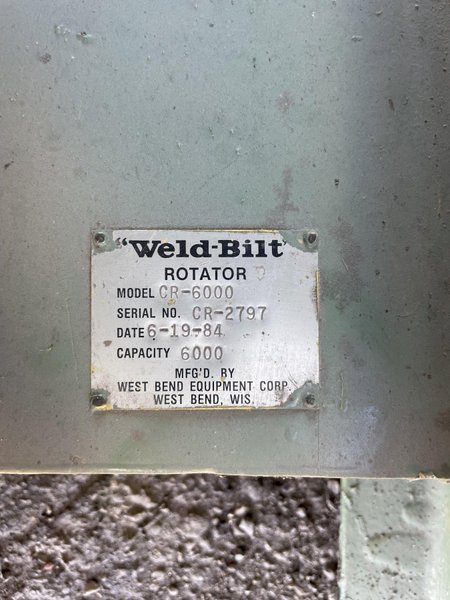 "Weld-Bilt"
ROTATOR
MODEL CR-6000
SERIAL NO. CR-2797
DATE 6-19-84
CAPACITY 6000
MFG'D. BY
WEST BEND EQUIPMENT CORP.
WEST BEND, WIS.